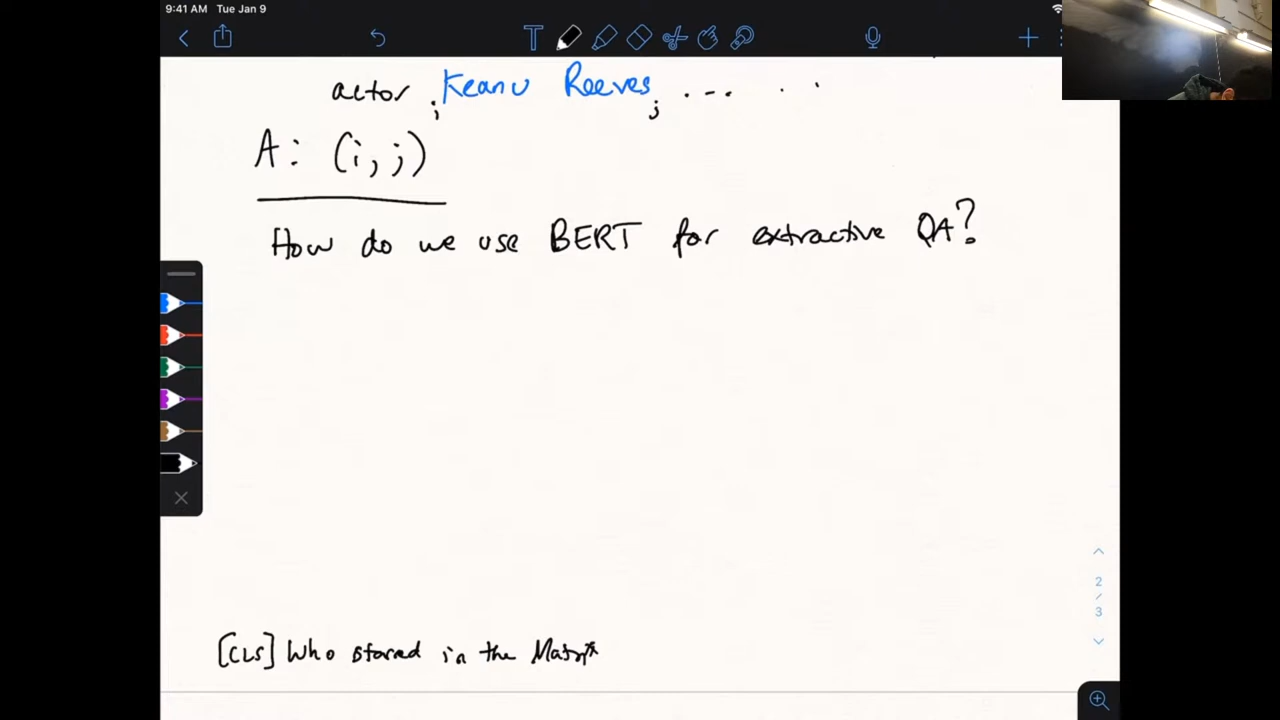 9:41 AM Tue Jan 9
actor ; Keanu Reeves ; ... . .
A: (i, j)
How do we use BERT for extractive QA?
2
/
3
[CLS] Who starred in the Matrix